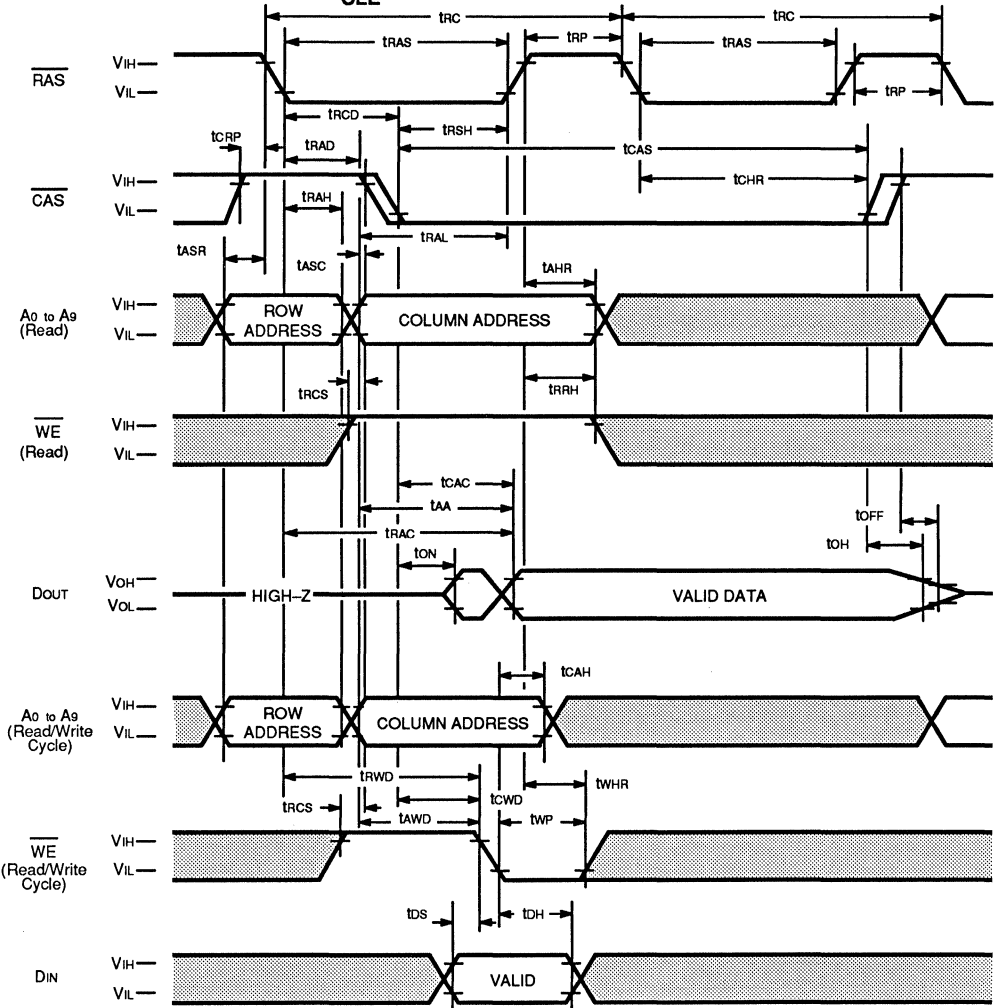 tRC tRC
tRAS tRP tRAS
RAS VIH
VIL
tRP
tRCD
tRSH
tCRP tRAD tCAS
CAS VIH
VIL
tCHR
tRAH
tRAL
tASR tASC tAHR
A0 to A9
(Read)
VIH
VIL
ROW
ADDRESS
COLUMN ADDRESS
tRCS tRRH
WE
(Read)
VIH
VIL
tCAC
tAA
tRAC
tON
tOFF
tOH
DOUT
VOH
VOL
HIGH–Z
VALID DATA
tCAH
A0 to A9
(Read/Write
Cycle)
VIH
VIL
ROW
ADDRESS
COLUMN ADDRESS
tRWD tWHR
tRCS tCWD
tAWD tWP
WE
(Read/Write
Cycle)
VIH
VIL
tDS tDH
DIN
VIH
VIL
VALID